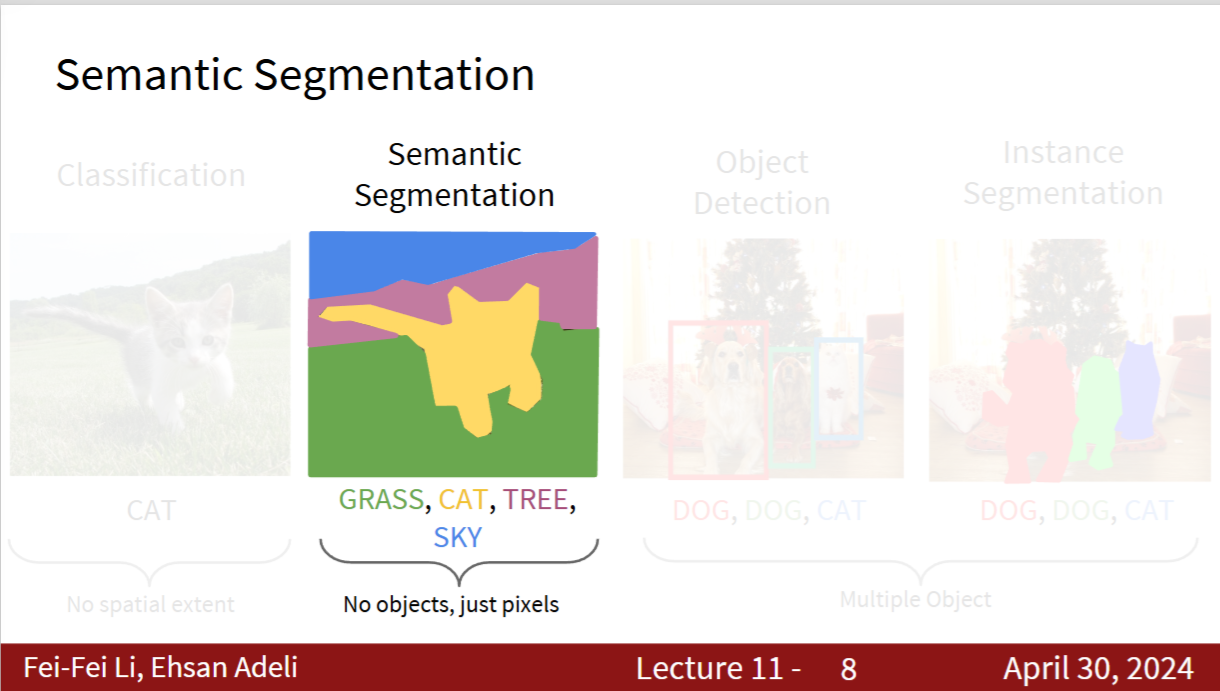 Semantic Segmentation
Classification
Semantic
Segmentation
Object
Detection
Instance
Segmentation
CAT
GRASS, CAT, TREE,
SKY
DOG, DOG, CAT
DOG, DOG, CAT
No spatial extent
No objects, just pixels
Multiple Object
Fei-Fei Li, Ehsan Adeli
Lecture 11 - 8
April 30, 2024